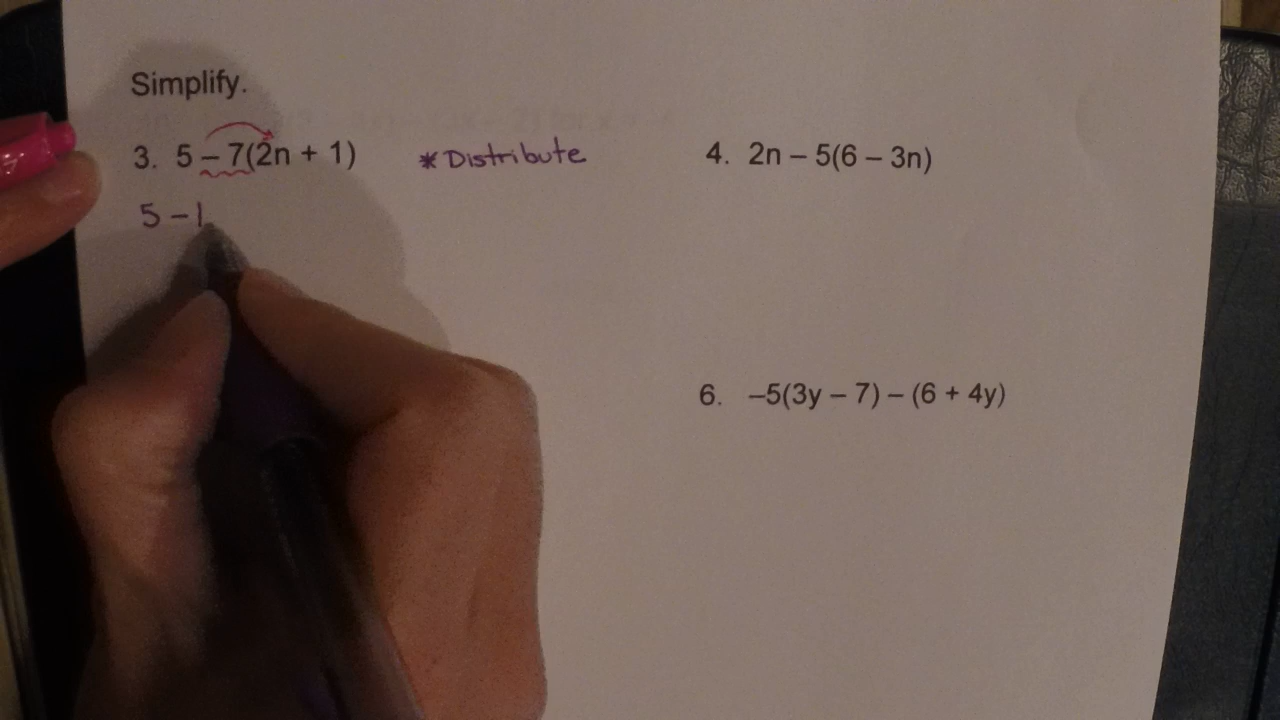 Simplify.
3. 5 – 7(2n + 1)
* Distribute
5 – 1
4. 2n – 5(6 – 3n)
6. –5(3y – 7) – (6 + 4y)